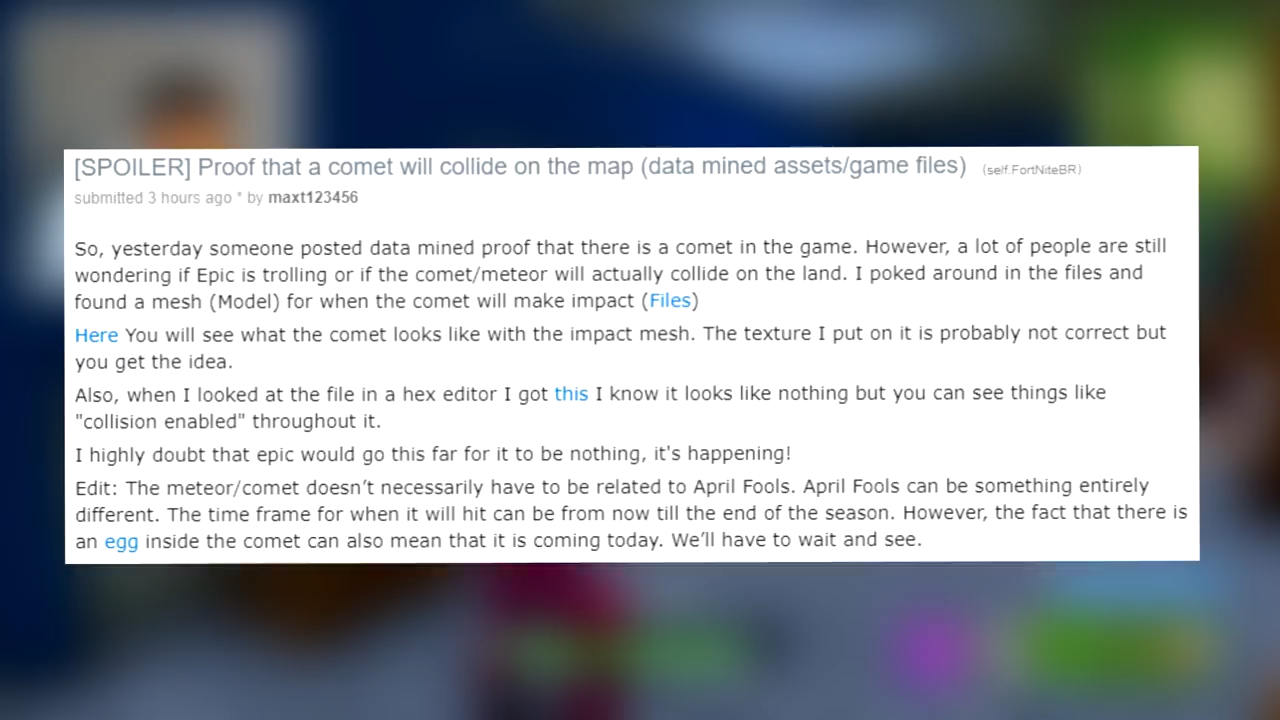 [SPOILER] Proof that a comet will collide on the map (data mined assets/game files) (self.FortNiteBR)
submitted 3 hours ago * by maxt123456
So, yesterday someone posted data mined proof that there is a comet in the game. However, a lot of people are still
wondering if Epic is trolling or if the comet/meteor will actually collide on the land. I poked around in the files and
found a mesh (Model) for when the comet will make impact (Files)
Here You will see what the comet looks like with the impact mesh. The texture I put on it is probably not correct but
you get the idea.
Also, when I looked at the file in a hex editor I got this I know it looks like nothing but you can see things like
"collision enabled" throughout it.
I highly doubt that epic would go this far for it to be nothing, it's happening!
Edit: The meteor/comet doesn’t necessarily have to be related to April Fools. April Fools can be something entirely
different. The time frame for when it will hit can be from now till the end of the season. However, the fact that there is
an egg inside the comet can also mean that it is coming today. We’ll have to wait and see.